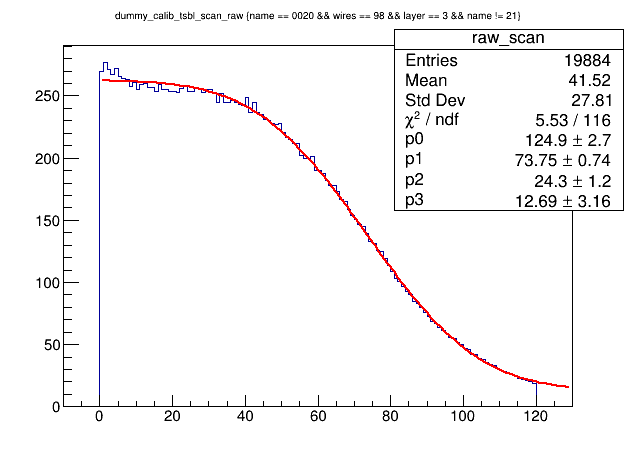 dummy_calib_tsbl_scan_raw {name == 0020 && wires == 98 && layer == 3 && name != 21}
raw_scan
Entries 19884
Mean 41.52
Std Dev 27.81
χ² / ndf 5.53 / 116
p0 124.9 ± 2.7
p1 73.75 ± 0.74
p2 24.3 ± 1.2
p3 12.69 ± 3.16
250
200
150
100
50
0
0 20 40 60 80 100 120